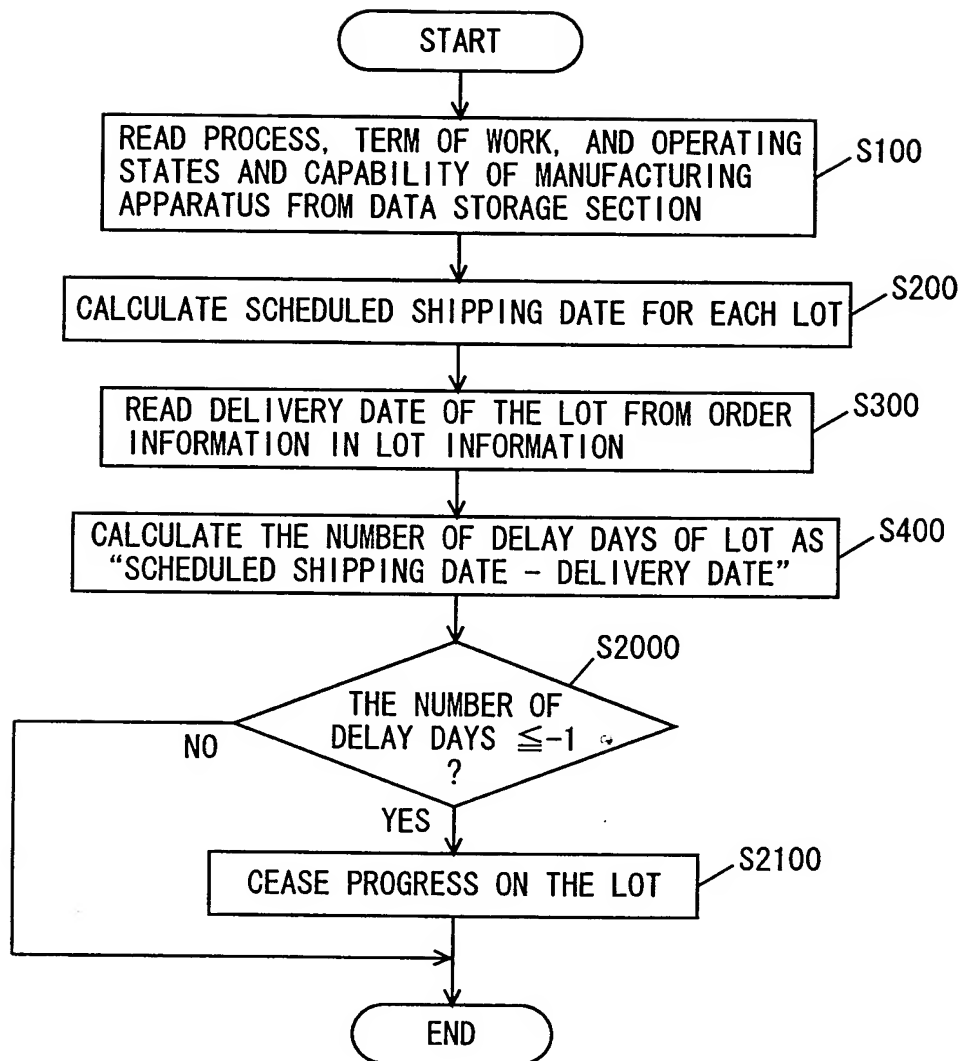 START
READ PROCESS, TERM OF WORK, AND OPERATING
STATES AND CAPABILITY OF MANUFACTURING
APPARATUS FROM DATA STORAGE SECTION
S100
CALCULATE SCHEDULED SHIPPING DATE FOR EACH LOT
S200
READ DELIVERY DATE OF THE LOT FROM ORDER
INFORMATION IN LOT INFORMATION
S300
CALCULATE THE NUMBER OF DELAY DAYS OF LOT AS
“SCHEDULED SHIPPING DATE − DELIVERY DATE”
S400
S2000
THE NUMBER OF
DELAY DAYS ≦−1
?
NO
YES
CEASE PROGRESS ON THE LOT
S2100
END